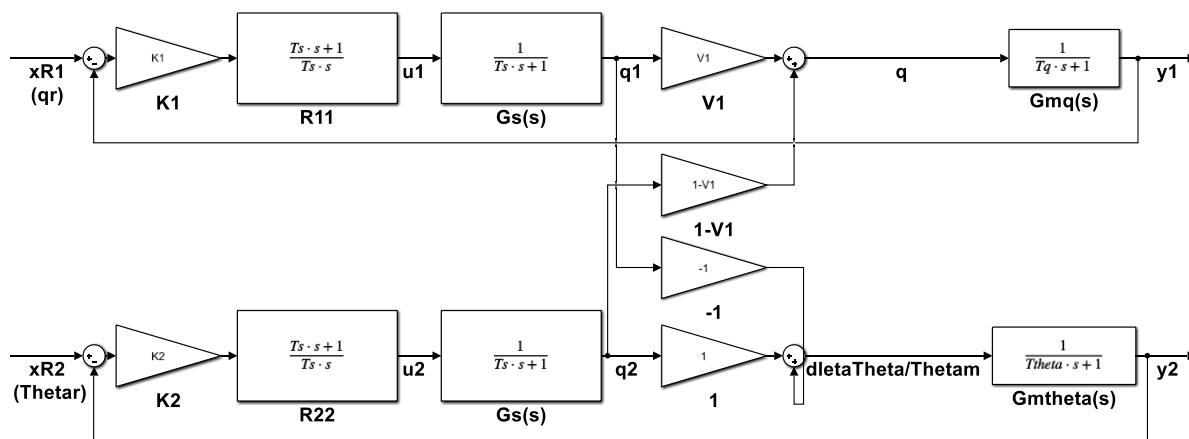 xR1
(qr)
K1
K1
Ts · s + 1
Ts · s
R11
u1
1
Ts · s + 1
Gs(s)
q1
V1
V1
q
1
Tq · s + 1
Gmq(s)
y1
1-V1
1-V1
-1
-1
xR2
(Thetar)
K2
K2
Ts · s + 1
Ts · s
R22
u2
1
Ts · s + 1
Gs(s)
q2
1
1
dletaTheta/Thetam
1
Ttheta · s + 1
Gmtheta(s)
y2